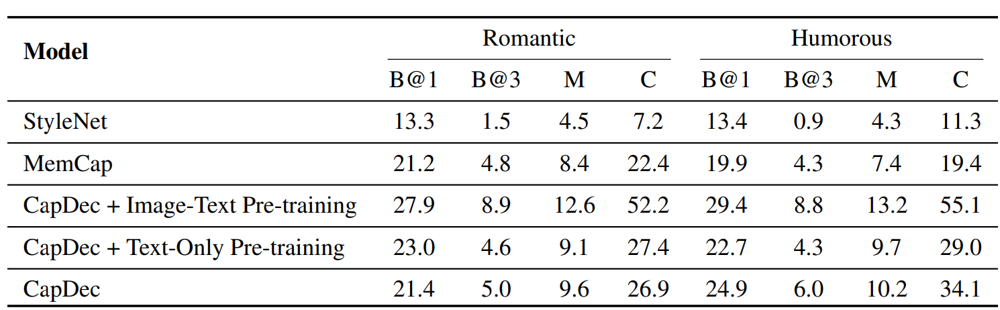 Model Romantic Humorous
B@1 B@3 M C B@1 B@3 M C
StyleNet 13.3 1.5 4.5 7.2 13.4 0.9 4.3 11.3
MemCap 21.2 4.8 8.4 22.4 19.9 4.3 7.4 19.4
CapDec + Image-Text Pre-training 27.9 8.9 12.6 52.2 29.4 8.8 13.2 55.1
CapDec + Text-Only Pre-training 23.0 4.6 9.1 27.4 22.7 4.3 9.7 29.0
CapDec 21.4 5.0 9.6 26.9 24.9 6.0 10.2 34.1